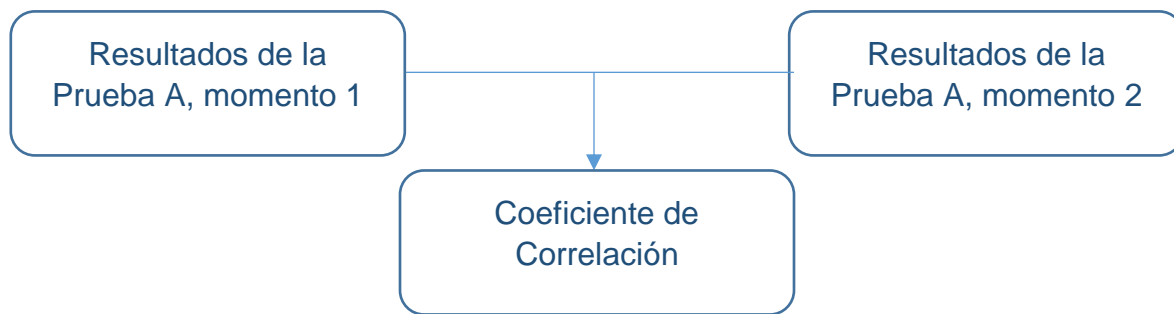 Resultados de la
Prueba A, momento 1
Resultados de la
Prueba A, momento 2
Coeficiente de
Correlación